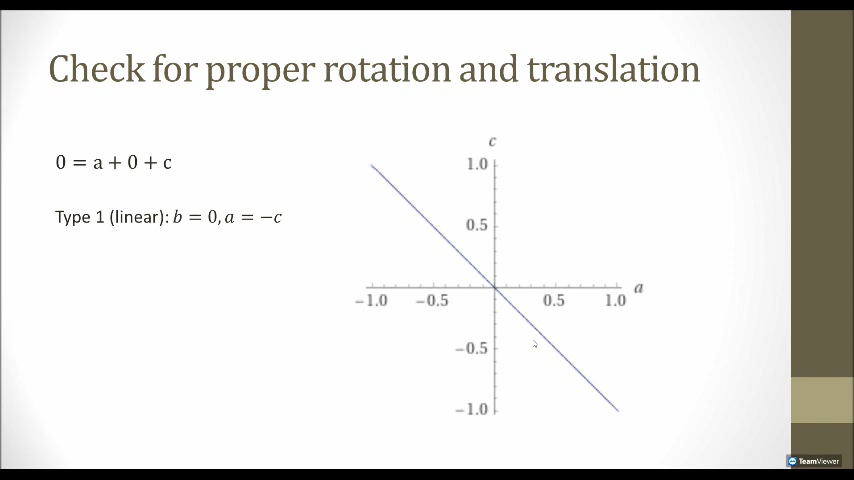 Check for proper rotation and translation
0 = a + 0 + c
Type 1 (linear): b = 0, a = −c
c
1.0
0.5
a
−1.0
−0.5
0.5
1.0
−0.5
−1.0
TeamViewer